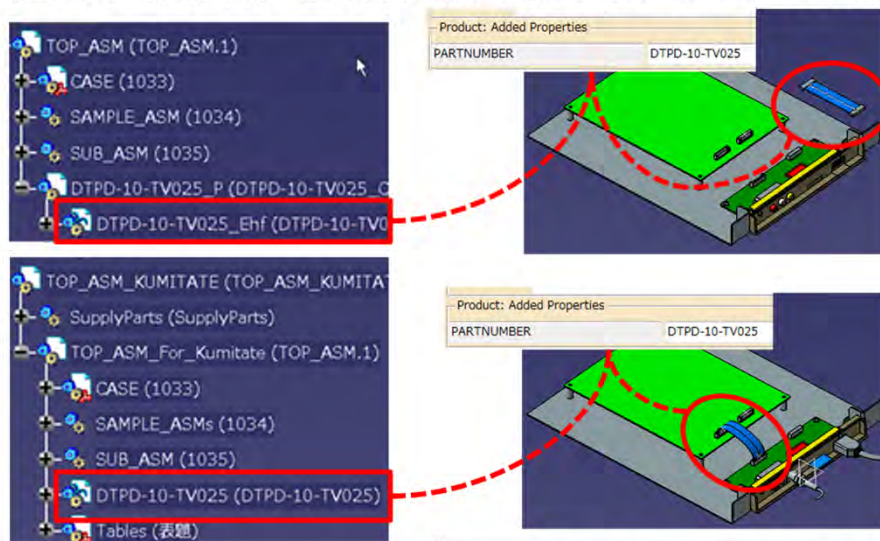 TOP_ASM (TOP_ASM.1)
CASE (1033)
SAMPLE_ASM (1034)
SUB_ASM (1035)
DTPD-10-TV025_P (DTPD-10-TV025_
DTPD-10-TV025_Ehf (DTPD-10-TV0
Product: Added Properties
PARTNUMBER DTPD-10-TV025
TOP_ASM_KUMITATE (TOP_ASM_KUMITAT
SupplyParts (SupplyParts)
TOP_ASM_For_Kumitate (TOP_ASM.1)
CASE (1033)
SAMPLE_ASMs (1034)
SUB_ASM (1035)
DTPD-10-TV025 (DTPD-10-TV025)
Tables (表題)
Product: Added Properties
PARTNUMBER DTPD-10-TV025